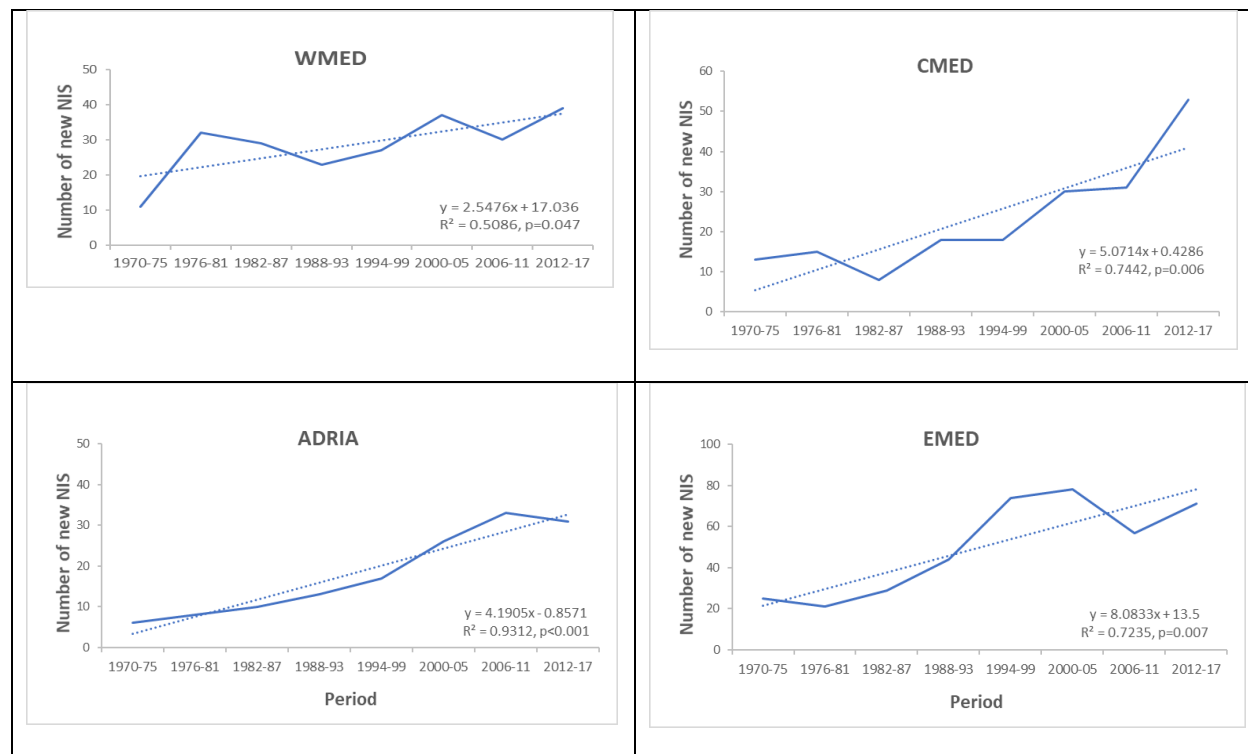 WMED
Number of new NIS
50
40
30
20
10
0
1970-75 1976-81 1982-87 1988-93 1994-99 2000-05 2006-11 2012-17
y = 2.5476x + 17.036
R² = 0.5086, p=0.047
CMED
Number of new NIS
60
50
40
30
20
10
0
1970-75 1976-81 1982-87 1988-93 1994-99 2000-05 2006-11 2012-17
y = 5.0714x + 0.4286
R² = 0.7442, p=0.006
ADRIA
Number of new NIS
50
40
30
20
10
0
1970-75 1976-81 1982-87 1988-93 1994-99 2000-05 2006-11 2012-17
y = 4.1905x - 0.8571
R² = 0.9312, p<0.001
Period
EMED
Number of new NIS
100
80
60
40
20
0
1970-75 1976-81 1982-87 1988-93 1994-99 2000-05 2006-11 2012-17
y = 8.0833x + 13.5
R² = 0.7235, p=0.007
Period